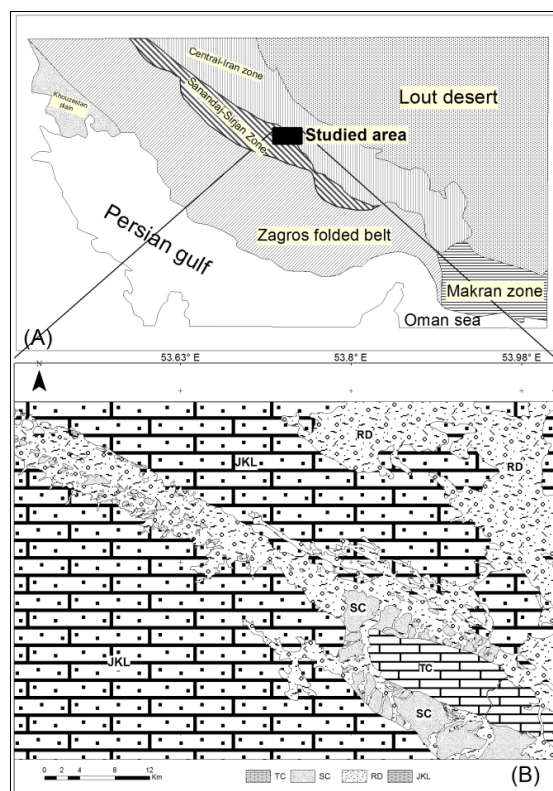 Central-Iran zone
Lout desert
Khouzestan
plain
Sanandaj-Sirjan Zone
Studied area
Persian gulf
Zagros folded belt
Makran zone
Oman sea
(A)
N
53.63° E
53.8° E
53.98° E
RD
JKL
RD
SC
JKL
TC
SC
0 2 4 8 12
Km
TC SC RD JKL
(B)